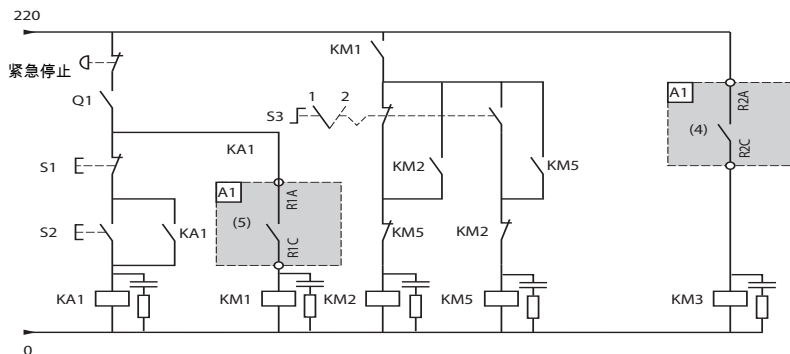 220
KM1
紧急停止
Q1
S3
1
2
A1
R2A
(4)
R2C
KA1
S1
KM2
KM5
A1
R1A
(5)
R1C
S2
KA1
KM5
KM2
KA1
KM1
KM2
KM5
KM3
0